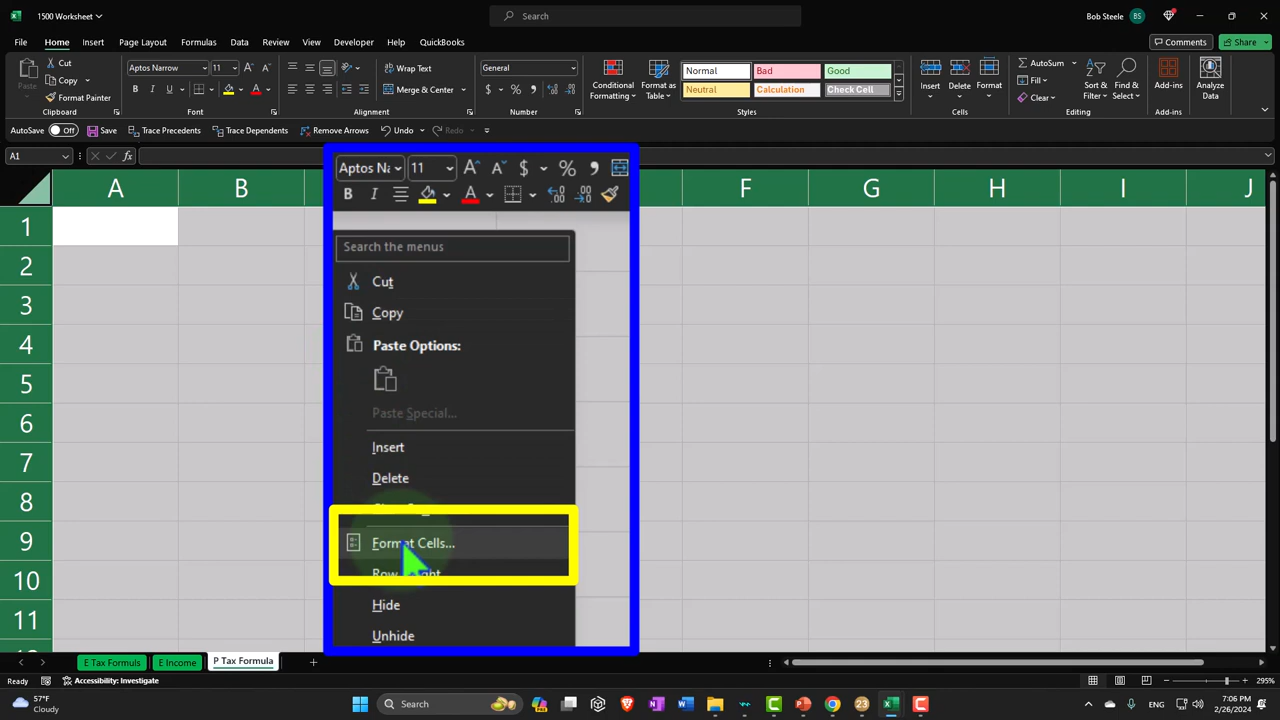 1500 Worksheet
Search
Bob Steele
BS
File
Home
Insert
Page Layout
Formulas
Data
Review
View
Developer
Help
QuickBooks
Comments
Share
Cut
Copy
Format Painter
Aptos Narrow
11
Font
Wrap Text
Merge & Center
Alignment
General
Number
Conditional
Formatting
Format as
Table
Normal
Bad
Good
Neutral
Calculation
Check Cell
Styles
Insert
Delete
Format
Cells
AutoSum
Fill
Clear
Sort &
Filter
Find &
Select
Editing
Add-ins
Add-ins
Analyze
Data
Clipboard
AutoSave
Off
Save
Trace Precedents
Trace Dependents
Remove Arrows
Undo
Redo
A1
fx
A
B
F
G
H
I
J
1
2
3
4
5
6
7
8
9
10
11
11
Search the menus
Cut
Copy
Paste Options:
Paste Special...
Insert
Delete
Format Cells...
Hide
Unhide
E Tax Formuls
E Income
P Tax Formula
Ready
Accessibility: Investigate
295%
57°F
Cloudy
Search
ENG
7:06 PM
2/26/2024